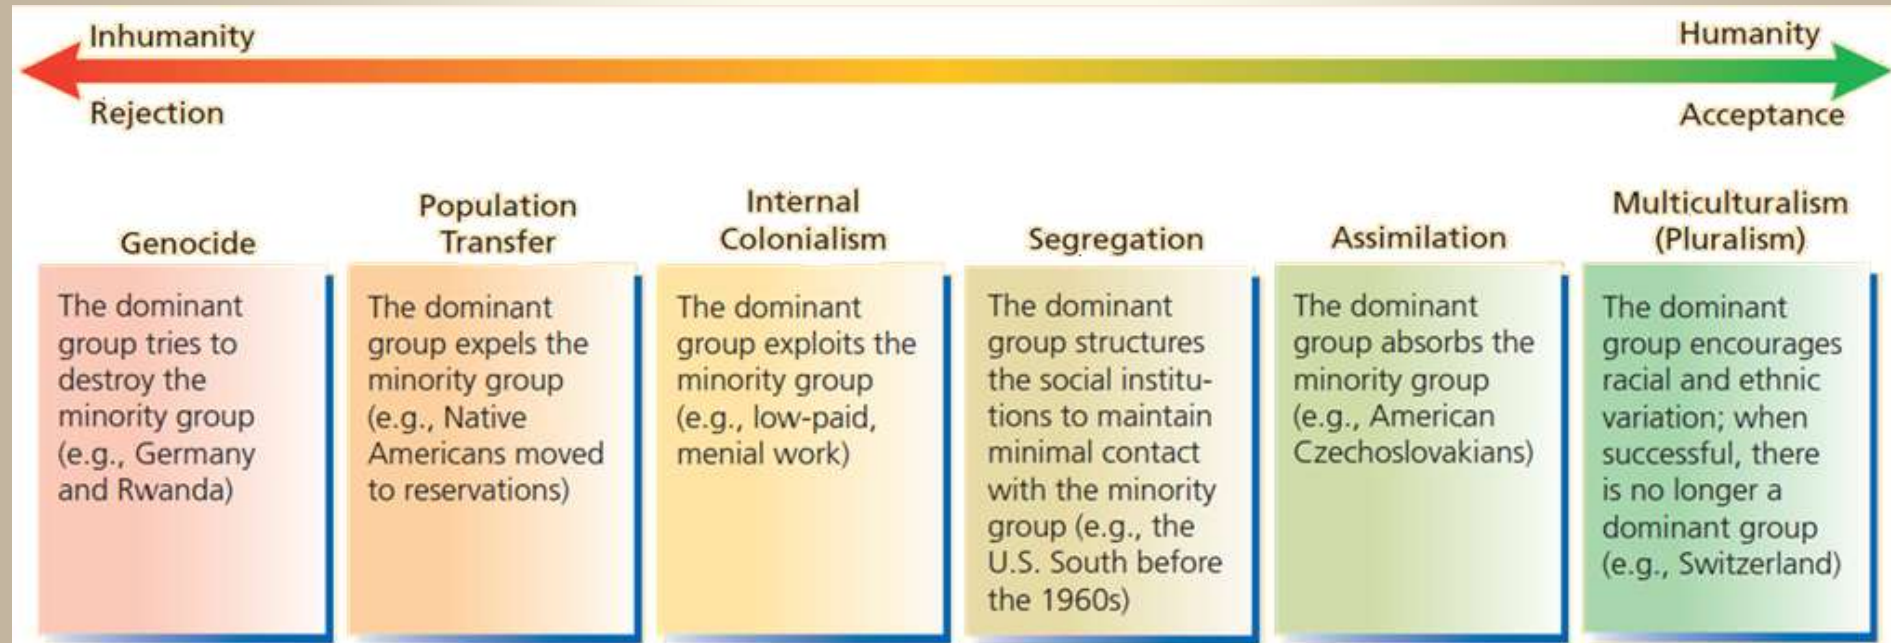 Inhumanity
Humanity
Rejection
Acceptance
Genocide
The dominant
group tries to
destroy the
minority group
(e.g., Germany
and Rwanda)
Population
Transfer
The dominant
group expels the
minority group
(e.g., Native
Americans moved
to reservations)
Internal
Colonialism
The dominant
group exploits the
minority group
(e.g., low-paid,
menial work)
Segregation
The dominant
group structures
the social institu-
tions to maintain
minimal contact
with the minority
group (e.g., the
U.S. South before
the 1960s)
Assimilation
The dominant
group absorbs the
minority group
(e.g., American
Czechoslovakians)
Multiculturalism
(Pluralism)
The dominant
group encourages
racial and ethnic
variation; when
successful, there
is no longer a
dominant group
(e.g., Switzerland)